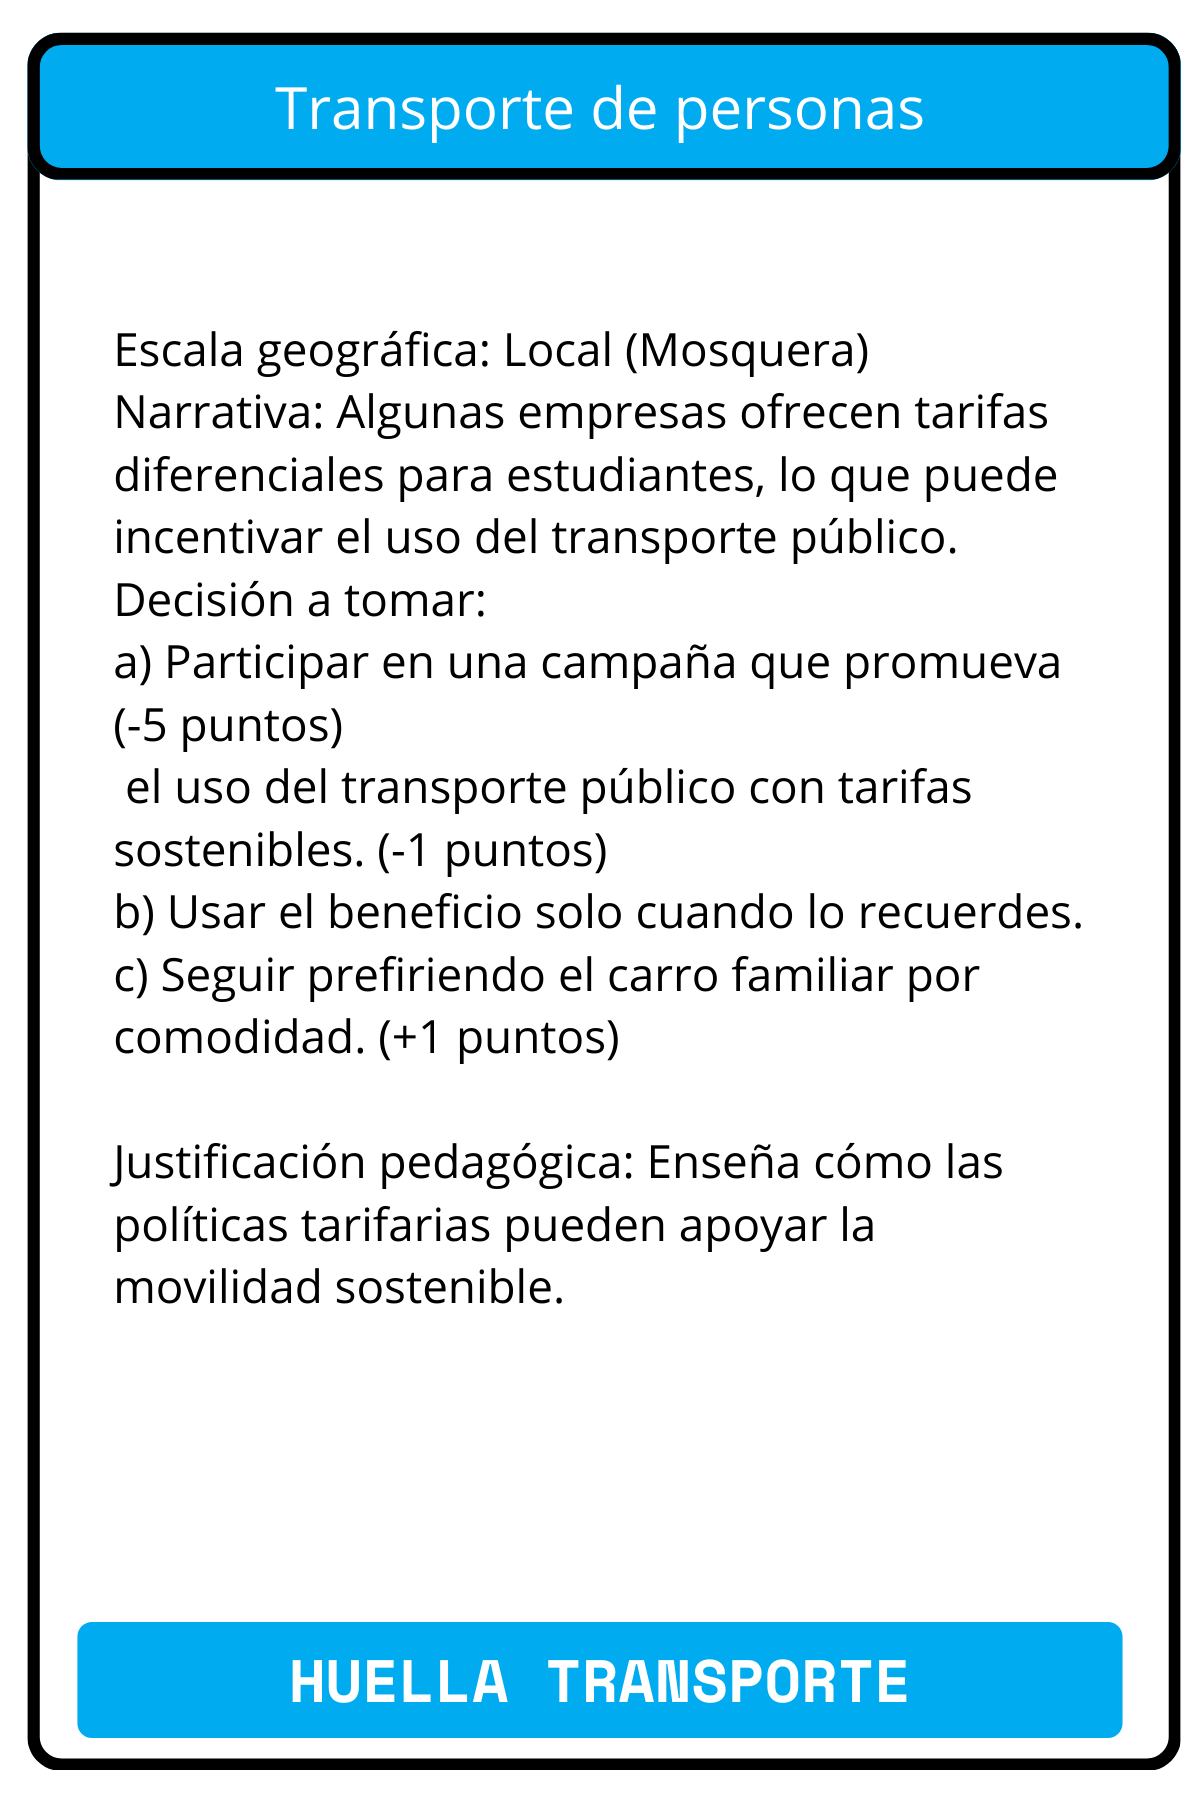 Transporte de personas
Escala geográfica: Local (Mosquera)
Narrativa: Algunas empresas ofrecen tarifas
diferenciales para estudiantes, lo que puede
incentivar el uso del transporte público.
Decisión a tomar:
a) Participar en una campaña que promueva
(-5 puntos)
el uso del transporte público con tarifas
sostenibles. (-1 puntos)
b) Usar el beneficio solo cuando lo recuerdes.
c) Seguir prefiriendo el carro familiar por
comodidad. (+1 puntos)
Justificación pedagógica: Enseña cómo las
políticas tarifarias pueden apoyar la
movilidad sostenible.
HUELLA TRANSPORTE